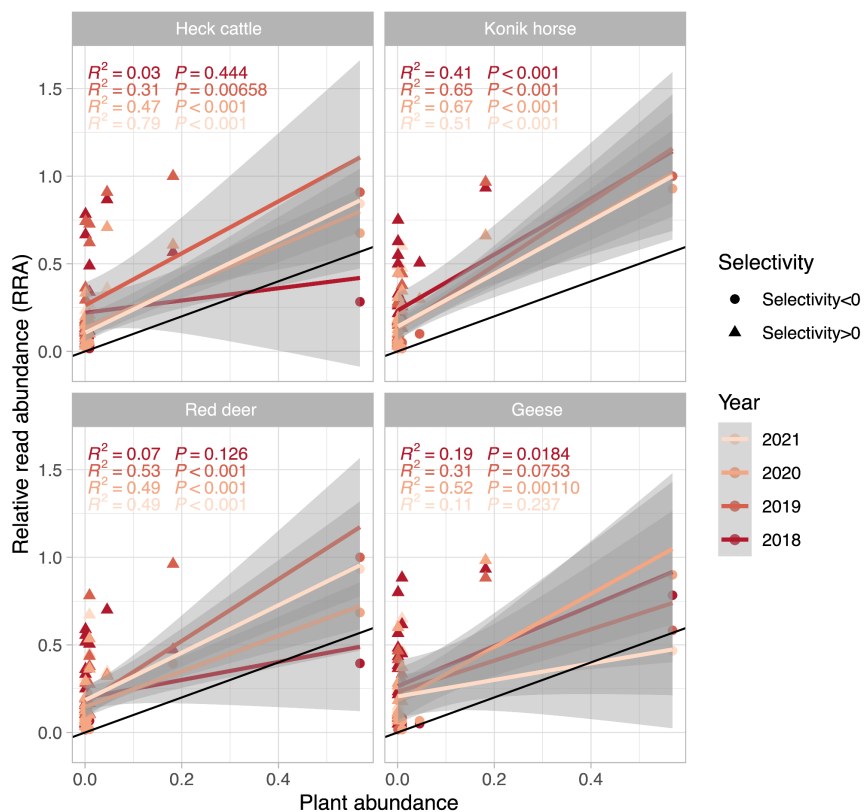 Heck cattle Konik horse
R² = 0.03 P = 0.444 R² = 0.41 P < 0.001
R² = 0.31 P = 0.00658 R² = 0.65 P < 0.001
R² = 0.47 P < 0.001 R² = 0.67 P < 0.001
R² = 0.79 P < 0.001 R² = 0.51 P < 0.001
1.5
1.0
0.5
0.0
Red deer Geese
R² = 0.07 P = 0.126 R² = 0.19 P = 0.0184
R² = 0.53 P < 0.001 R² = 0.31 P = 0.0753
R² = 0.49 P < 0.001 R² = 0.52 P = 0.00110
R² = 0.49 P < 0.001 R² = 0.11 P = 0.237
1.5
1.0
0.5
0.0
0.0 0.2 0.4 0.0 0.2 0.4
Plant abundance
Relative read abundance (RRA)
Selectivity
Selectivity<0
Selectivity>0
Year
2021
2020
2019
2018